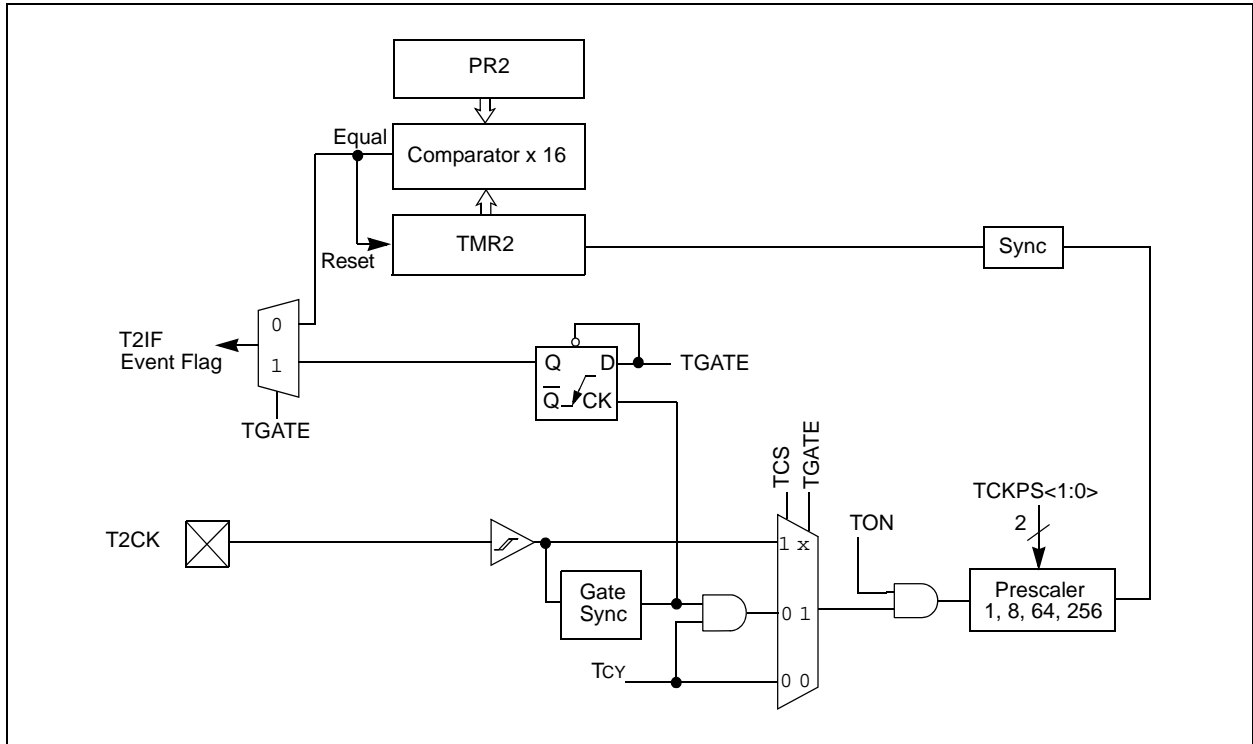 PR2
Equal
Comparator x 16
TMR2
Reset
Sync
0
1
T2IF
Event Flag
TGATE
Q D
Q CK
TGATE
TCS
TGATE
T2CK
1 x
Gate
Sync
0 1
TCY
0 0
TON
TCKPS<1:0>
2
Prescaler
1, 8, 64, 256